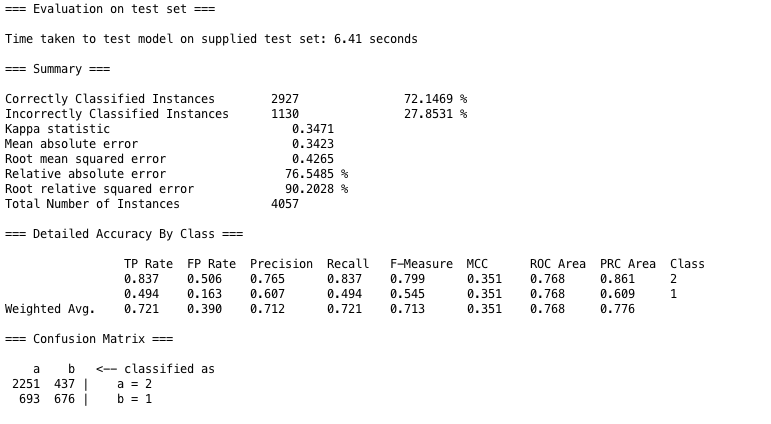 === Evaluation on test set ===
Time taken to test model on supplied test set: 6.41 seconds
=== Summary ===
Correctly Classified Instances 2927 72.1469 %
Incorrectly Classified Instances 1130 27.8531 %
Kappa statistic 0.3471
Mean absolute error 0.3423
Root mean squared error 0.4265
Relative absolute error 76.5485 %
Root relative squared error 90.2028 %
Total Number of Instances 4057
=== Detailed Accuracy By Class ===
TP Rate FP Rate Precision Recall F-Measure MCC ROC Area PRC Area Class
0.837 0.506 0.765 0.837 0.799 0.351 0.768 0.861 2
0.494 0.163 0.607 0.494 0.545 0.351 0.768 0.609 1
Weighted Avg. 0.721 0.390 0.712 0.721 0.713 0.351 0.768 0.776
=== Confusion Matrix ===
a b <-- classified as
2251 437 | a = 2
693 676 | b = 1